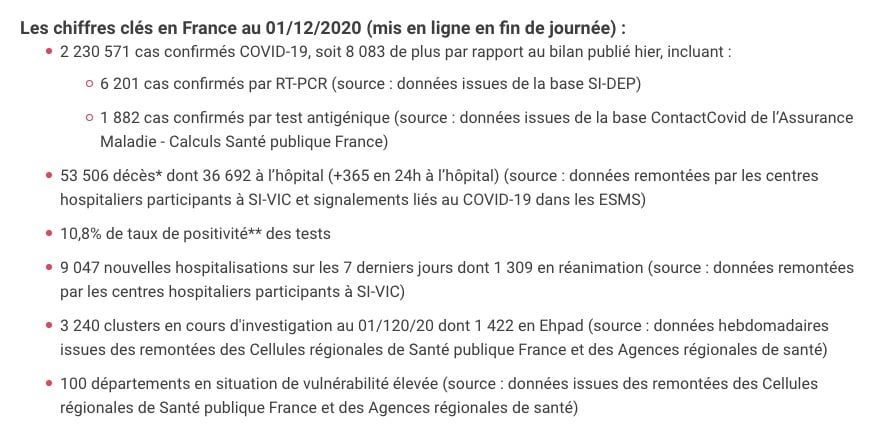 Les chiffres clés en France au 01/12/2020 (mis en ligne en fin de journée) :
2 230 571 cas confirmés COVID-19, soit 8 083 de plus par rapport au bilan publié hier, incluant :
6 201 cas confirmés par RT-PCR (source : données issues de la base SI-DEP)
1 882 cas confirmés par test antigénique (source : données issues de la base ContactCovid de l’Assurance
Maladie - Calculs Santé publique France)
53 506 décès* dont 36 692 à l’hôpital (+365 en 24h à l’hôpital) (source : données remontées par les centres
hospitaliers participants à SI-VIC et signalements liés au COVID-19 dans les ESMS)
10,8% de taux de positivité** des tests
9 047 nouvelles hospitalisations sur les 7 derniers jours dont 1 309 en réanimation (source : données remontées
par les centres hospitaliers participants à SI-VIC)
3 240 clusters en cours d'investigation au 01/120/20 dont 1 422 en Ehpad (source : données hebdomadaires
issues des remontées des Cellules régionales de Santé publique France et des Agences régionales de santé)
100 départements en situation de vulnérabilité élevée (source : données issues des remontées des Cellules
régionales de Santé publique France et des Agences régionales de santé)